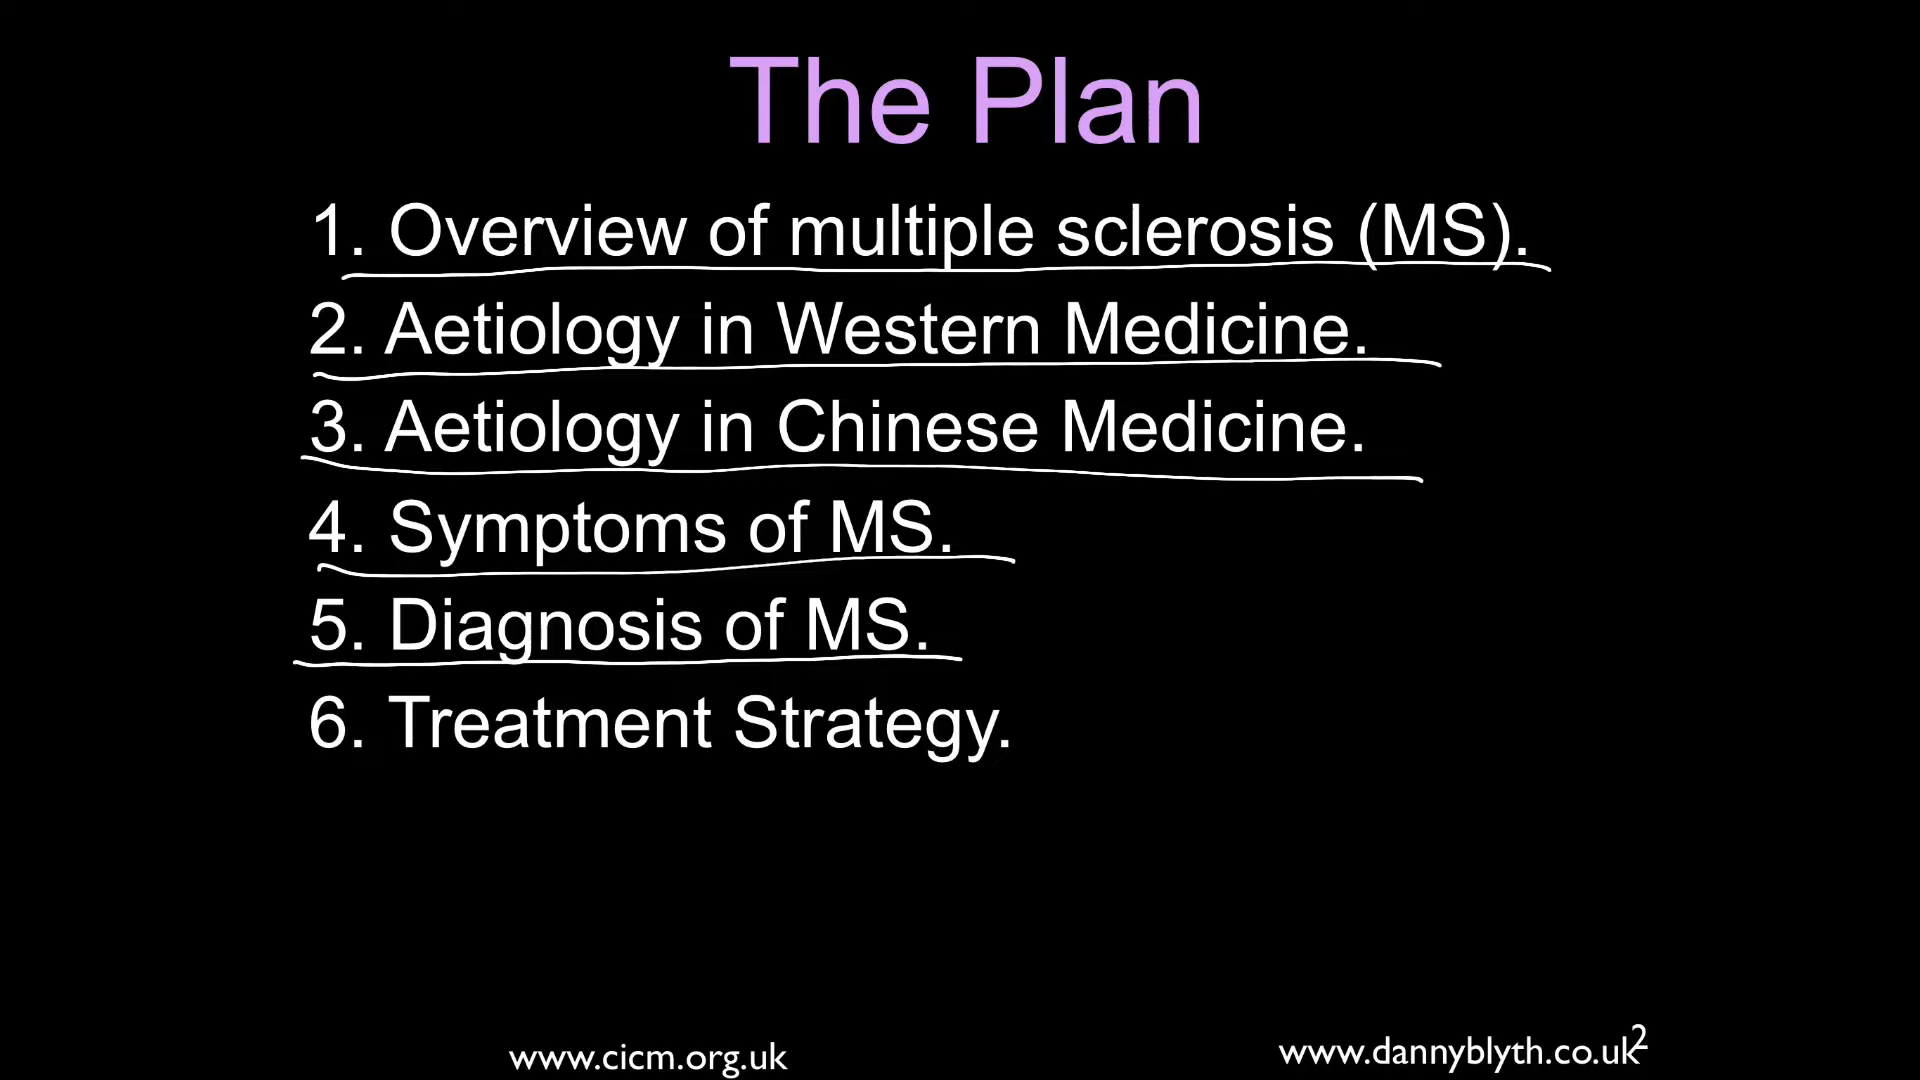 The Plan
1. Overview of multiple sclerosis (MS).
2. Aetiology in Western Medicine.
3. Aetiology in Chinese Medicine.
4. Symptoms of MS.
5. Diagnosis of MS.
6. Treatment Strategy.
www.cicm.org.uk
www.dannyblyth.co.uk
2